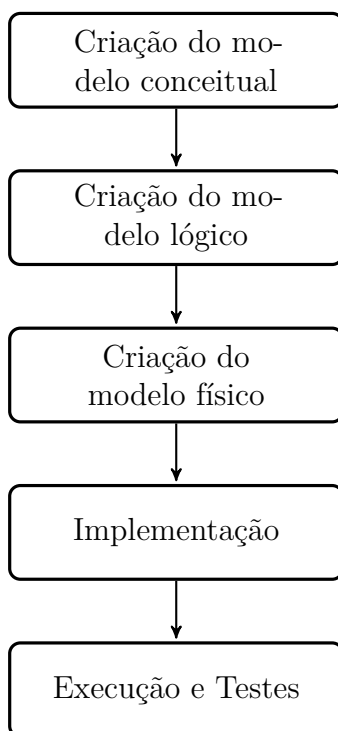 Criação do mo-
delo conceitual
Criação do mo-
delo lógico
Criação do
modelo físico
Implementação
Execução e Testes